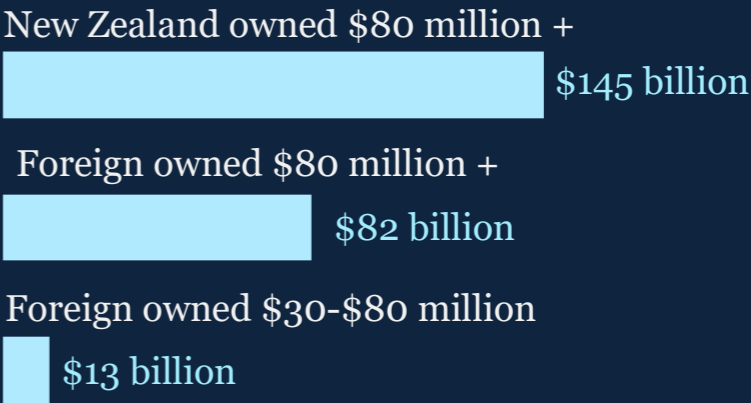 New Zealand owned $80 million +
$145 billion
Foreign owned $80 million +
$82 billion
Foreign owned $30-$80 million
$13 billion